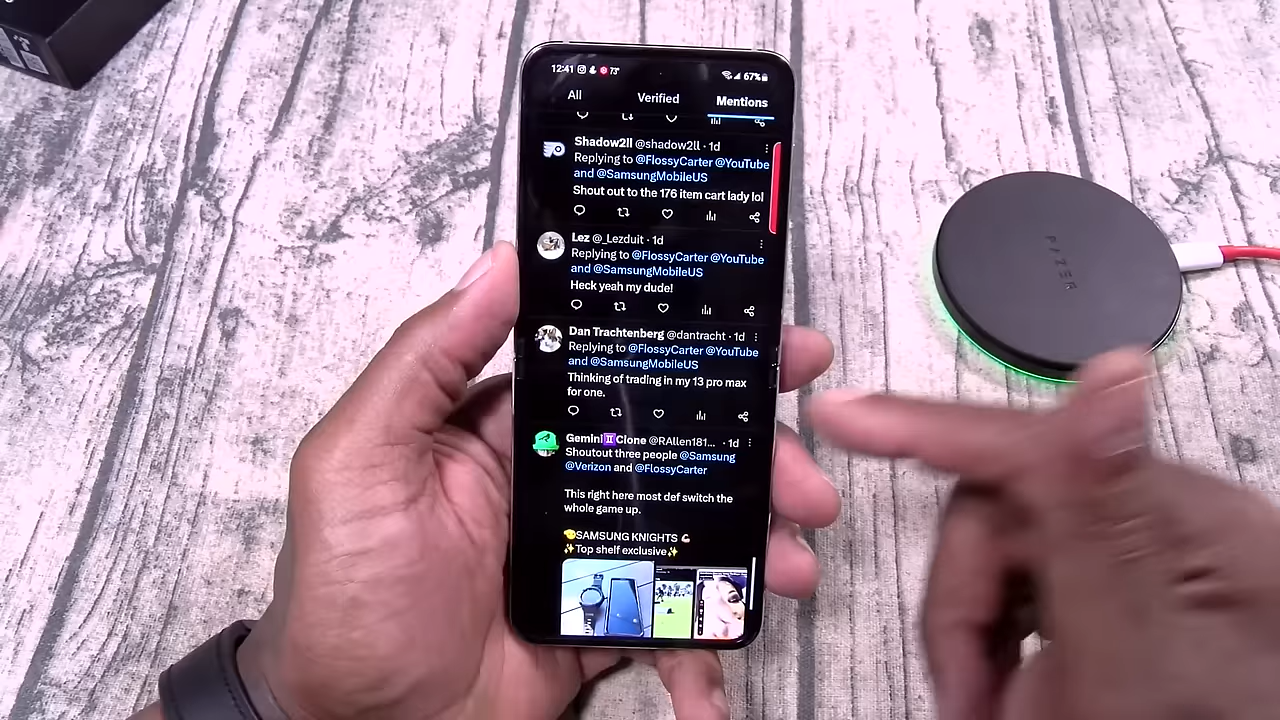 12:41 73° 67%
All Verified Mentions
Shadow2ll @shadow2ll · 1d
Replying to @FlossyCarter @YouTube
and @SamsungMobileUS
Shout out to the 176 item cart lady lol
Lez @_Lezduit · 1d
Replying to @FlossyCarter @YouTube
and @SamsungMobileUS
Heck yeah my dude!
Dan Trachtenberg @dantracht · 1d
Replying to @FlossyCarter @YouTube
and @SamsungMobileUS
Thinking of trading in my 13 pro max
for one.
Gemini♊Clone @RAllen181... · 1d
Shoutout three people @Samsung
@Verizon and @FlossyCarter
This right here most def switch the
whole game up.
SAMSUNG KNIGHTS 💪🏻
✨Top shelf exclusive✨
RAZER